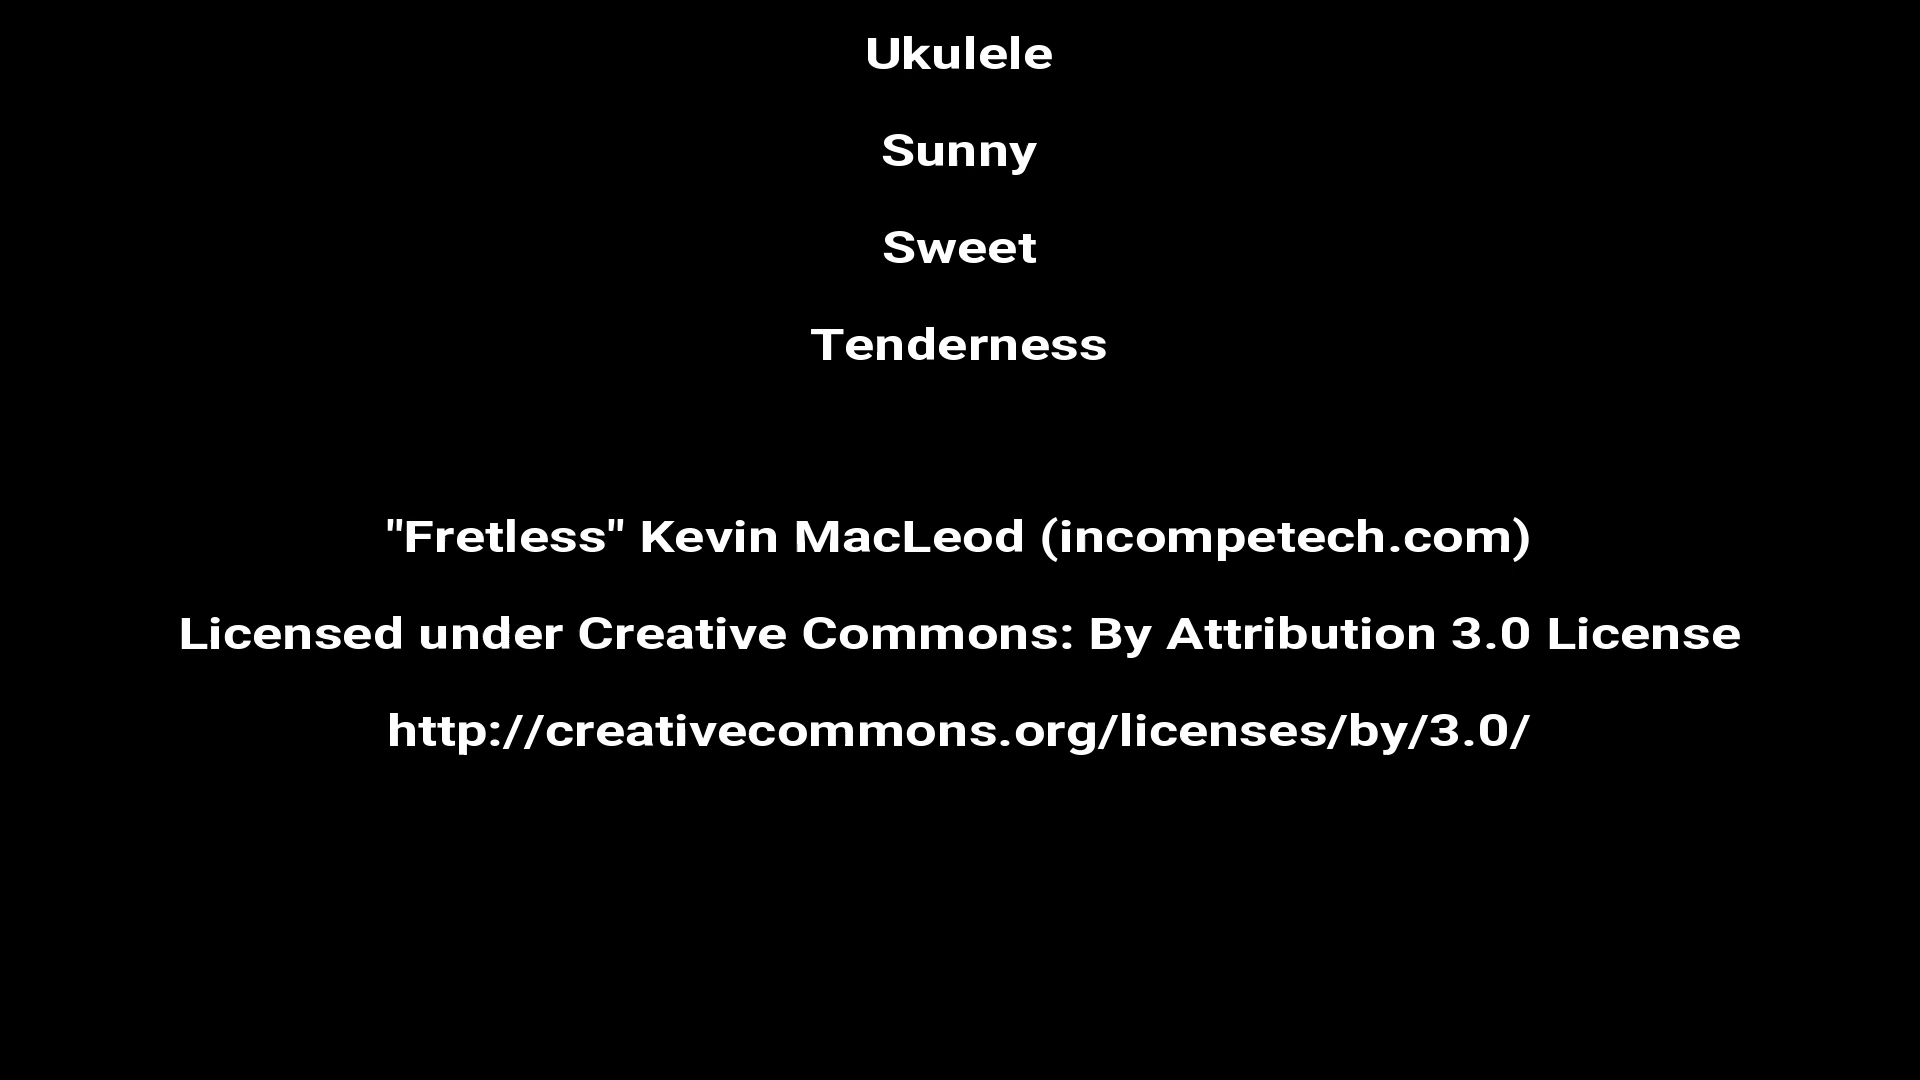 Ukulele
Sunny
Sweet
Tenderness
"Fretless" Kevin MacLeod (incompetech.com)
Licensed under Creative Commons: By Attribution 3.0 License
http://creativecommons.org/licenses/by/3.0/